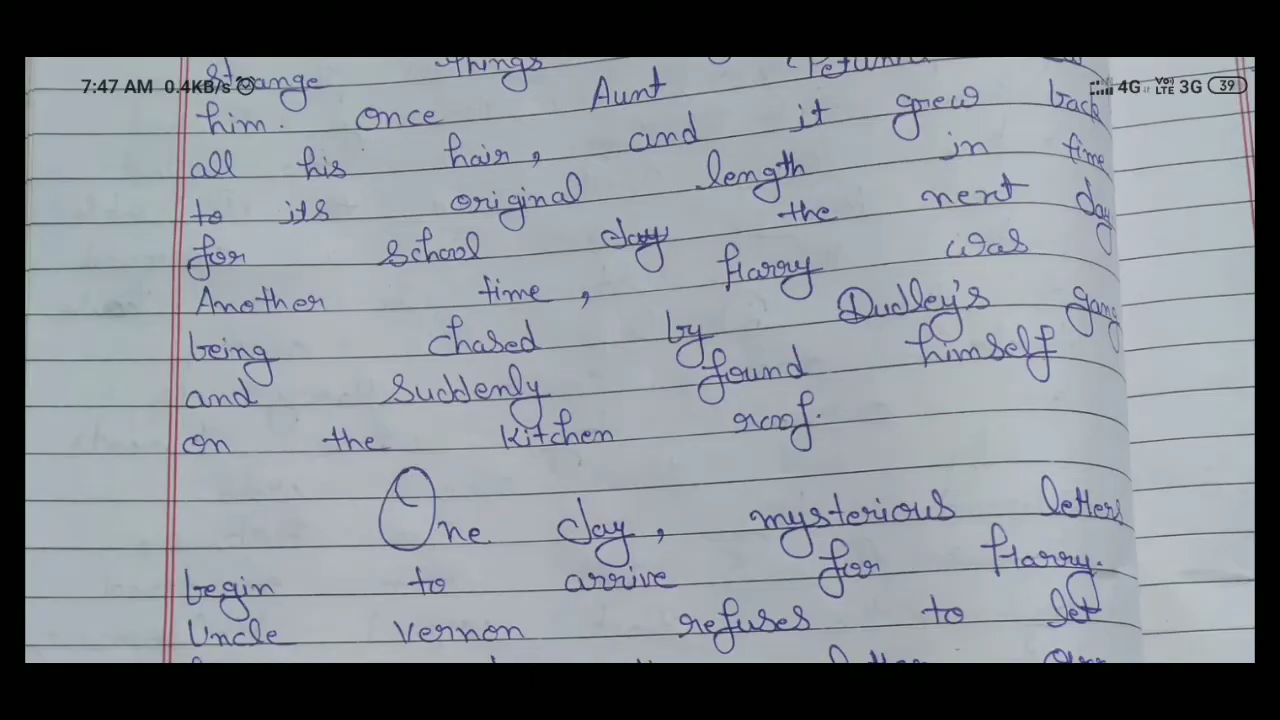 7:47 AM 0.4KB/s 4G VoLTE 3G 39
strange things
him. once Aunt Petunia
all his hair, and it grew back
to its original length in time
for school day the next day
Another time, Harry was
being chased by Dudley's gang
and suddenly found himself
on the kitchen roof.
One day, mysterious letters
begin to arrive for Harry.
Uncle Vernon refuses to let